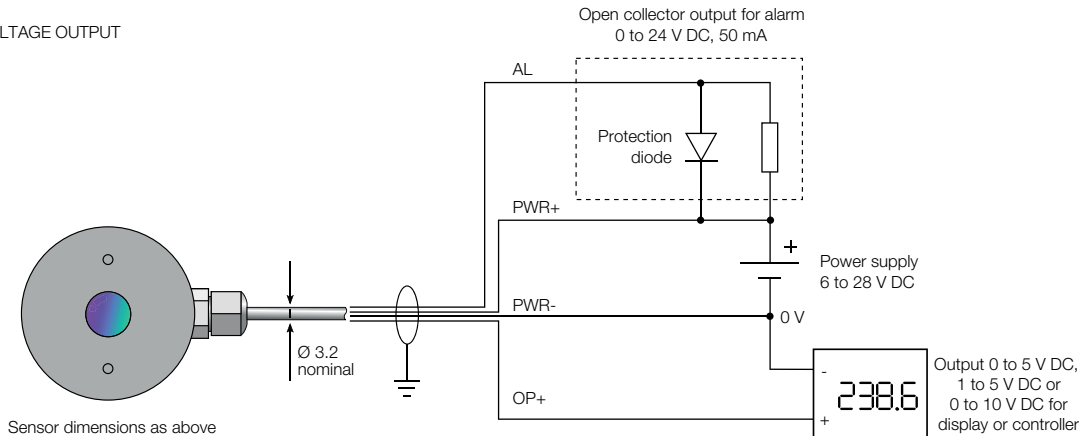 LTAGE OUTPUT
Open collector output for alarm
0 to 24 V DC, 50 mA
AL
Protection
diode
PWR+
+
Power supply
6 to 28 V DC
PWR-
0 V
Ø 3.2
nominal
-
238.6
+
Output 0 to 5 V DC,
1 to 5 V DC or
0 to 10 V DC for
display or controller
OP+
Sensor dimensions as above